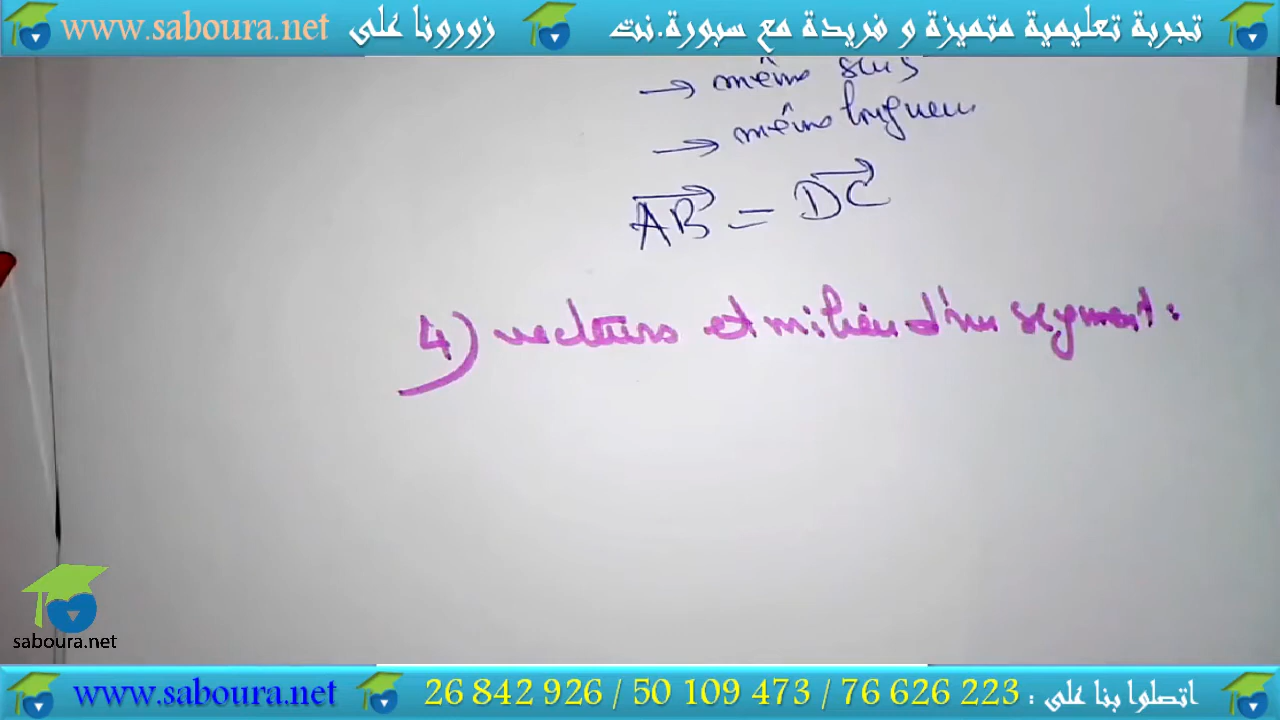 www.saboura.net زورونا على تجربة تعليمية متميزة و فريدة مع سبورة.نت
→ même sens
→ même longueur
AB = DC
4) vecteurs et milieu d'un segment :
saboura.net
www.saboura.net 26 842 926 / 50 109 473 / 76 626 223 : اتصلوا بنا على